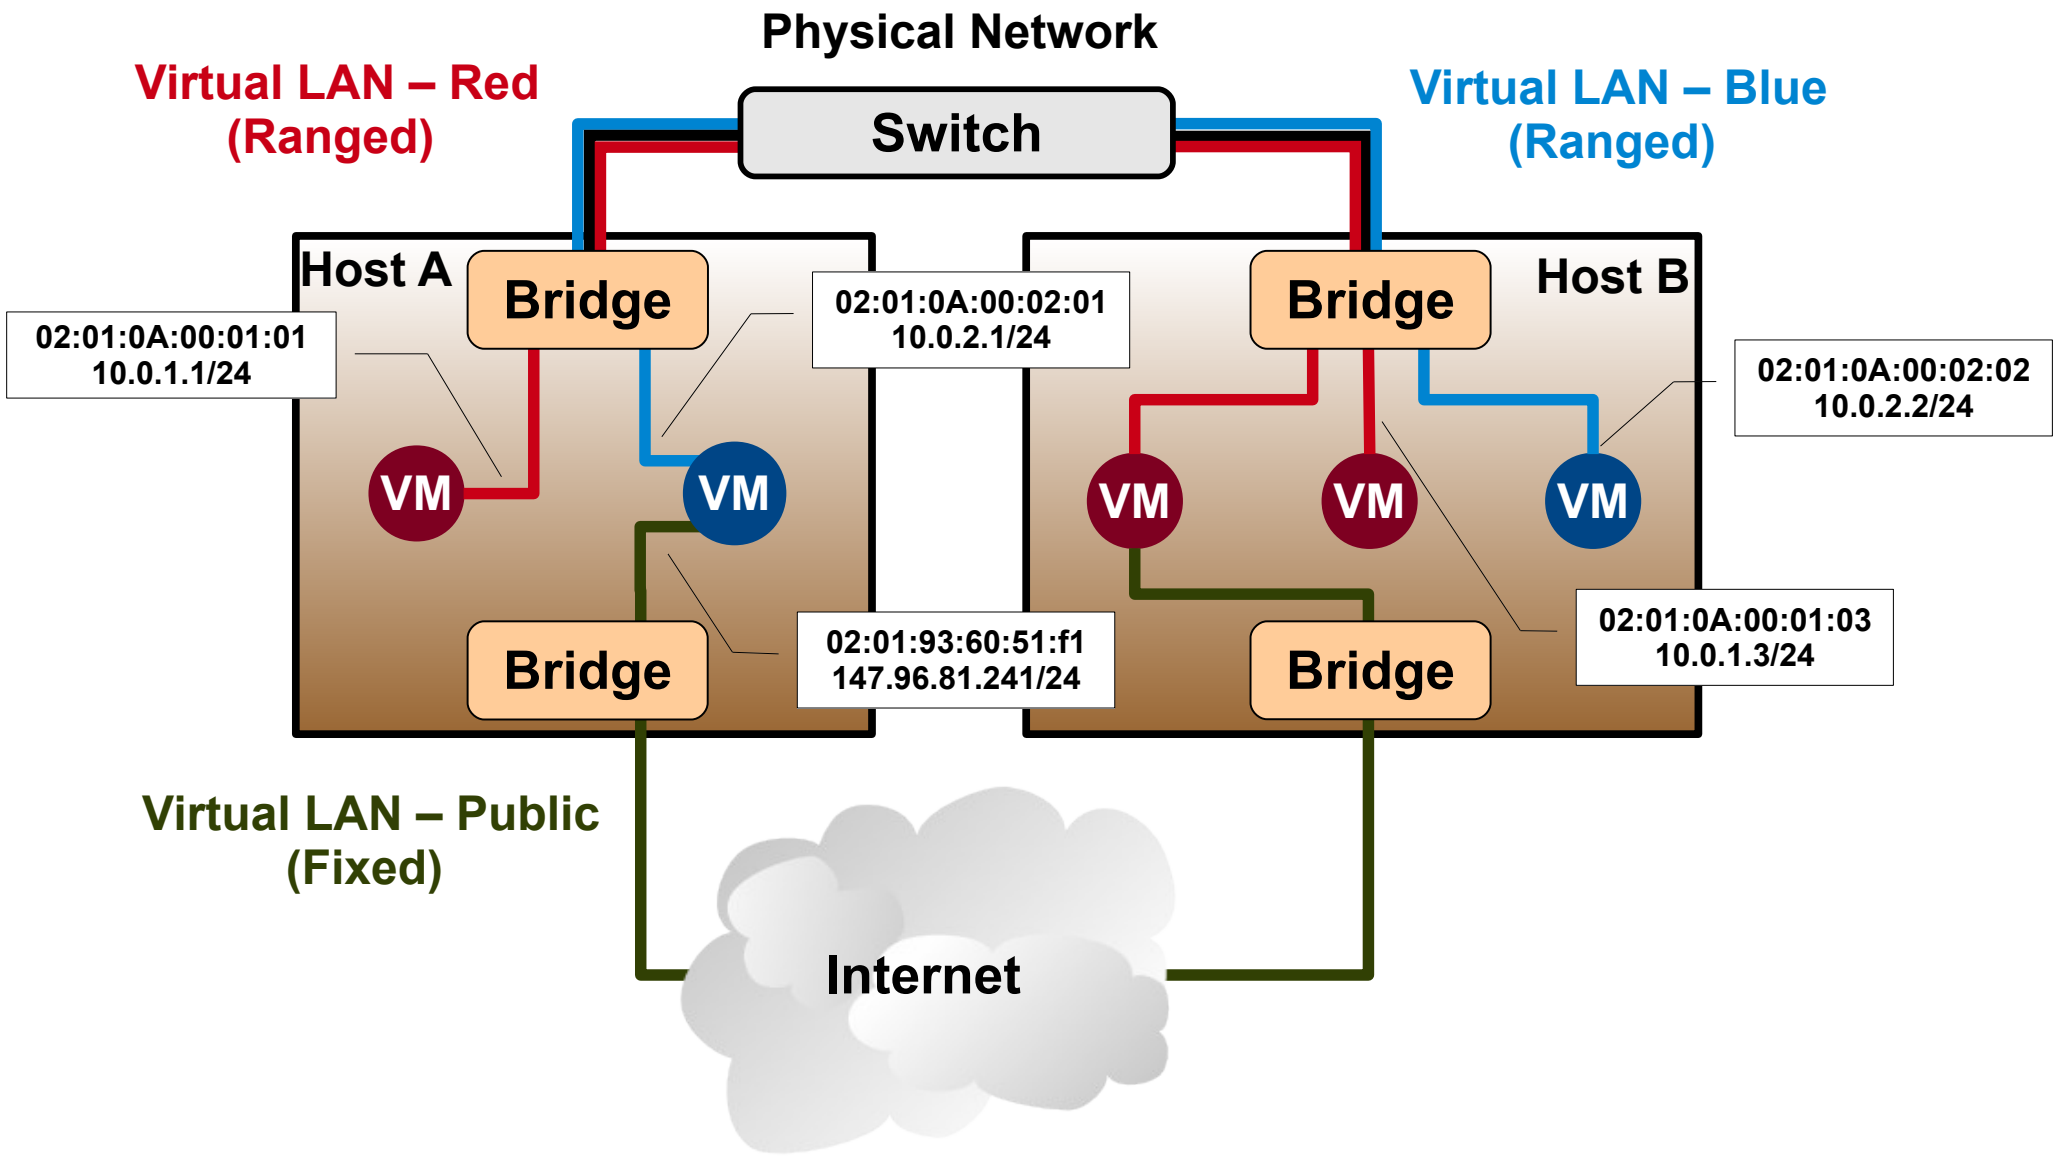 Physical Network
Virtual LAN – Red
(Ranged)
Switch
Virtual LAN – Blue
(Ranged)
Host A
Bridge
02:01:0A:00:02:01
10.0.2.1/24
Bridge
Host B
02:01:0A:00:01:01
10.0.1.1/24
02:01:0A:00:02:02
10.0.2.2/24
VM
VM
VM
VM
VM
Bridge
02:01:93:60:51:f1
147.96.81.241/24
Bridge
02:01:0A:00:01:03
10.0.1.3/24
Virtual LAN – Public
(Fixed)
Internet